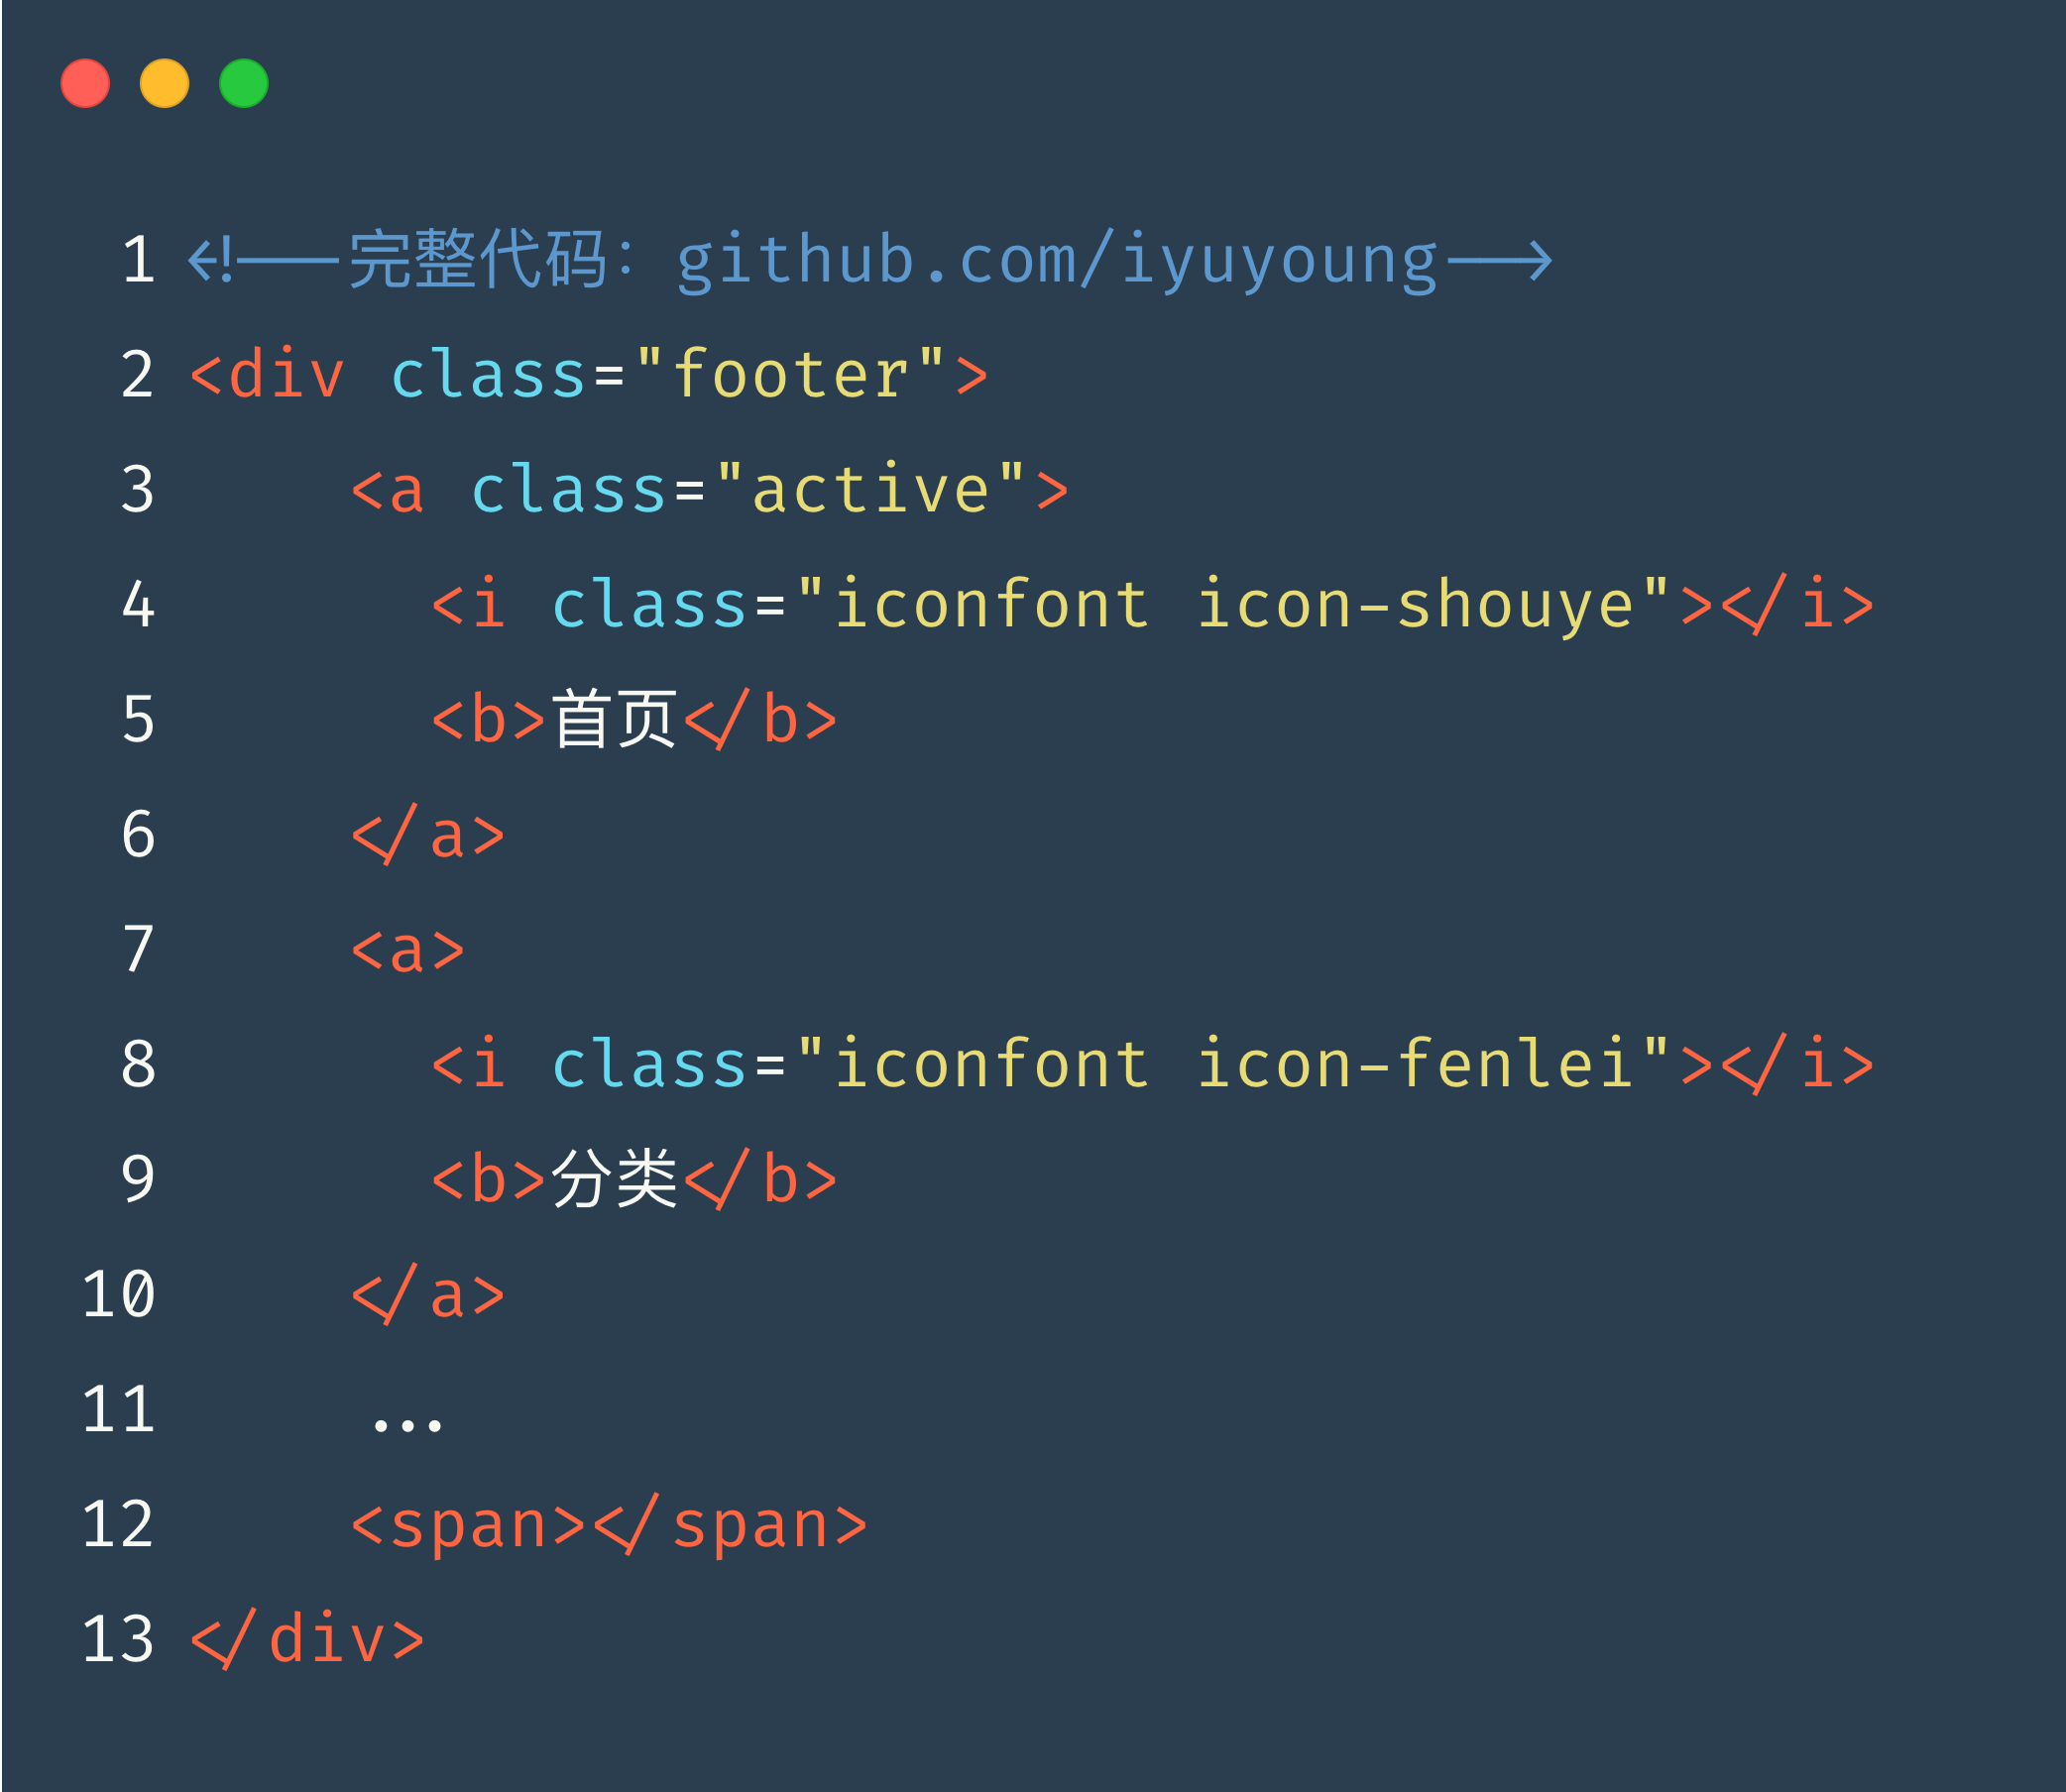 1 <!--完整代码：github.com/iyuyoung-->
2 <div class="footer">
3     <a class="active">
4       <i class="iconfont icon-shouye"></i>
5       <b>首页</b>
6     </a>
7     <a>
8       <i class="iconfont icon-fenlei"></i>
9       <b>分类</b>
10     </a>
11     ...
12     <span></span>
13 </div>